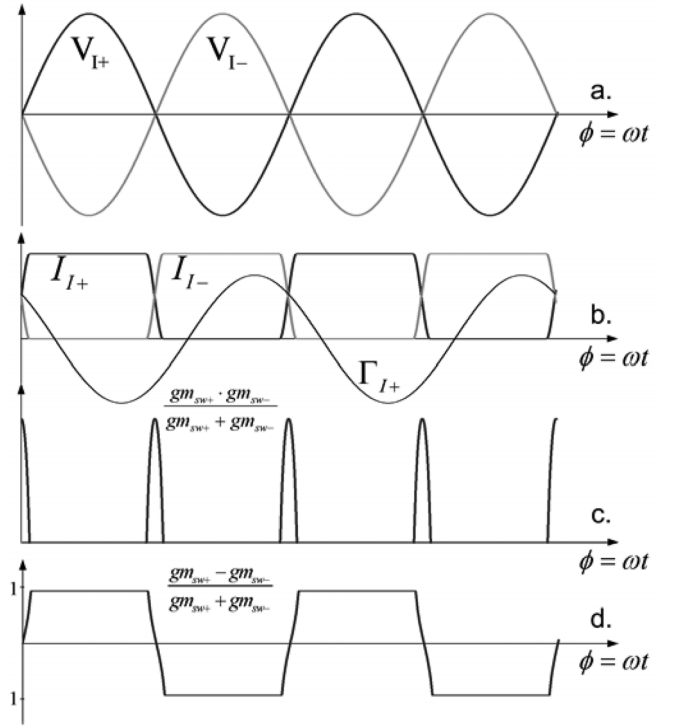 V_{I+} V_{I−}
a.
ϕ = ωt
I_{I+} I_{I−}
b.
ϕ = ωt
Γ_{I+}
gm_{sw+} · gm_{sw−}
gm_{sw+} + gm_{sw−}
c.
ϕ = ωt
gm_{sw+} − gm_{sw−}
1
gm_{sw+} + gm_{sw−}
d.
ϕ = ωt
1